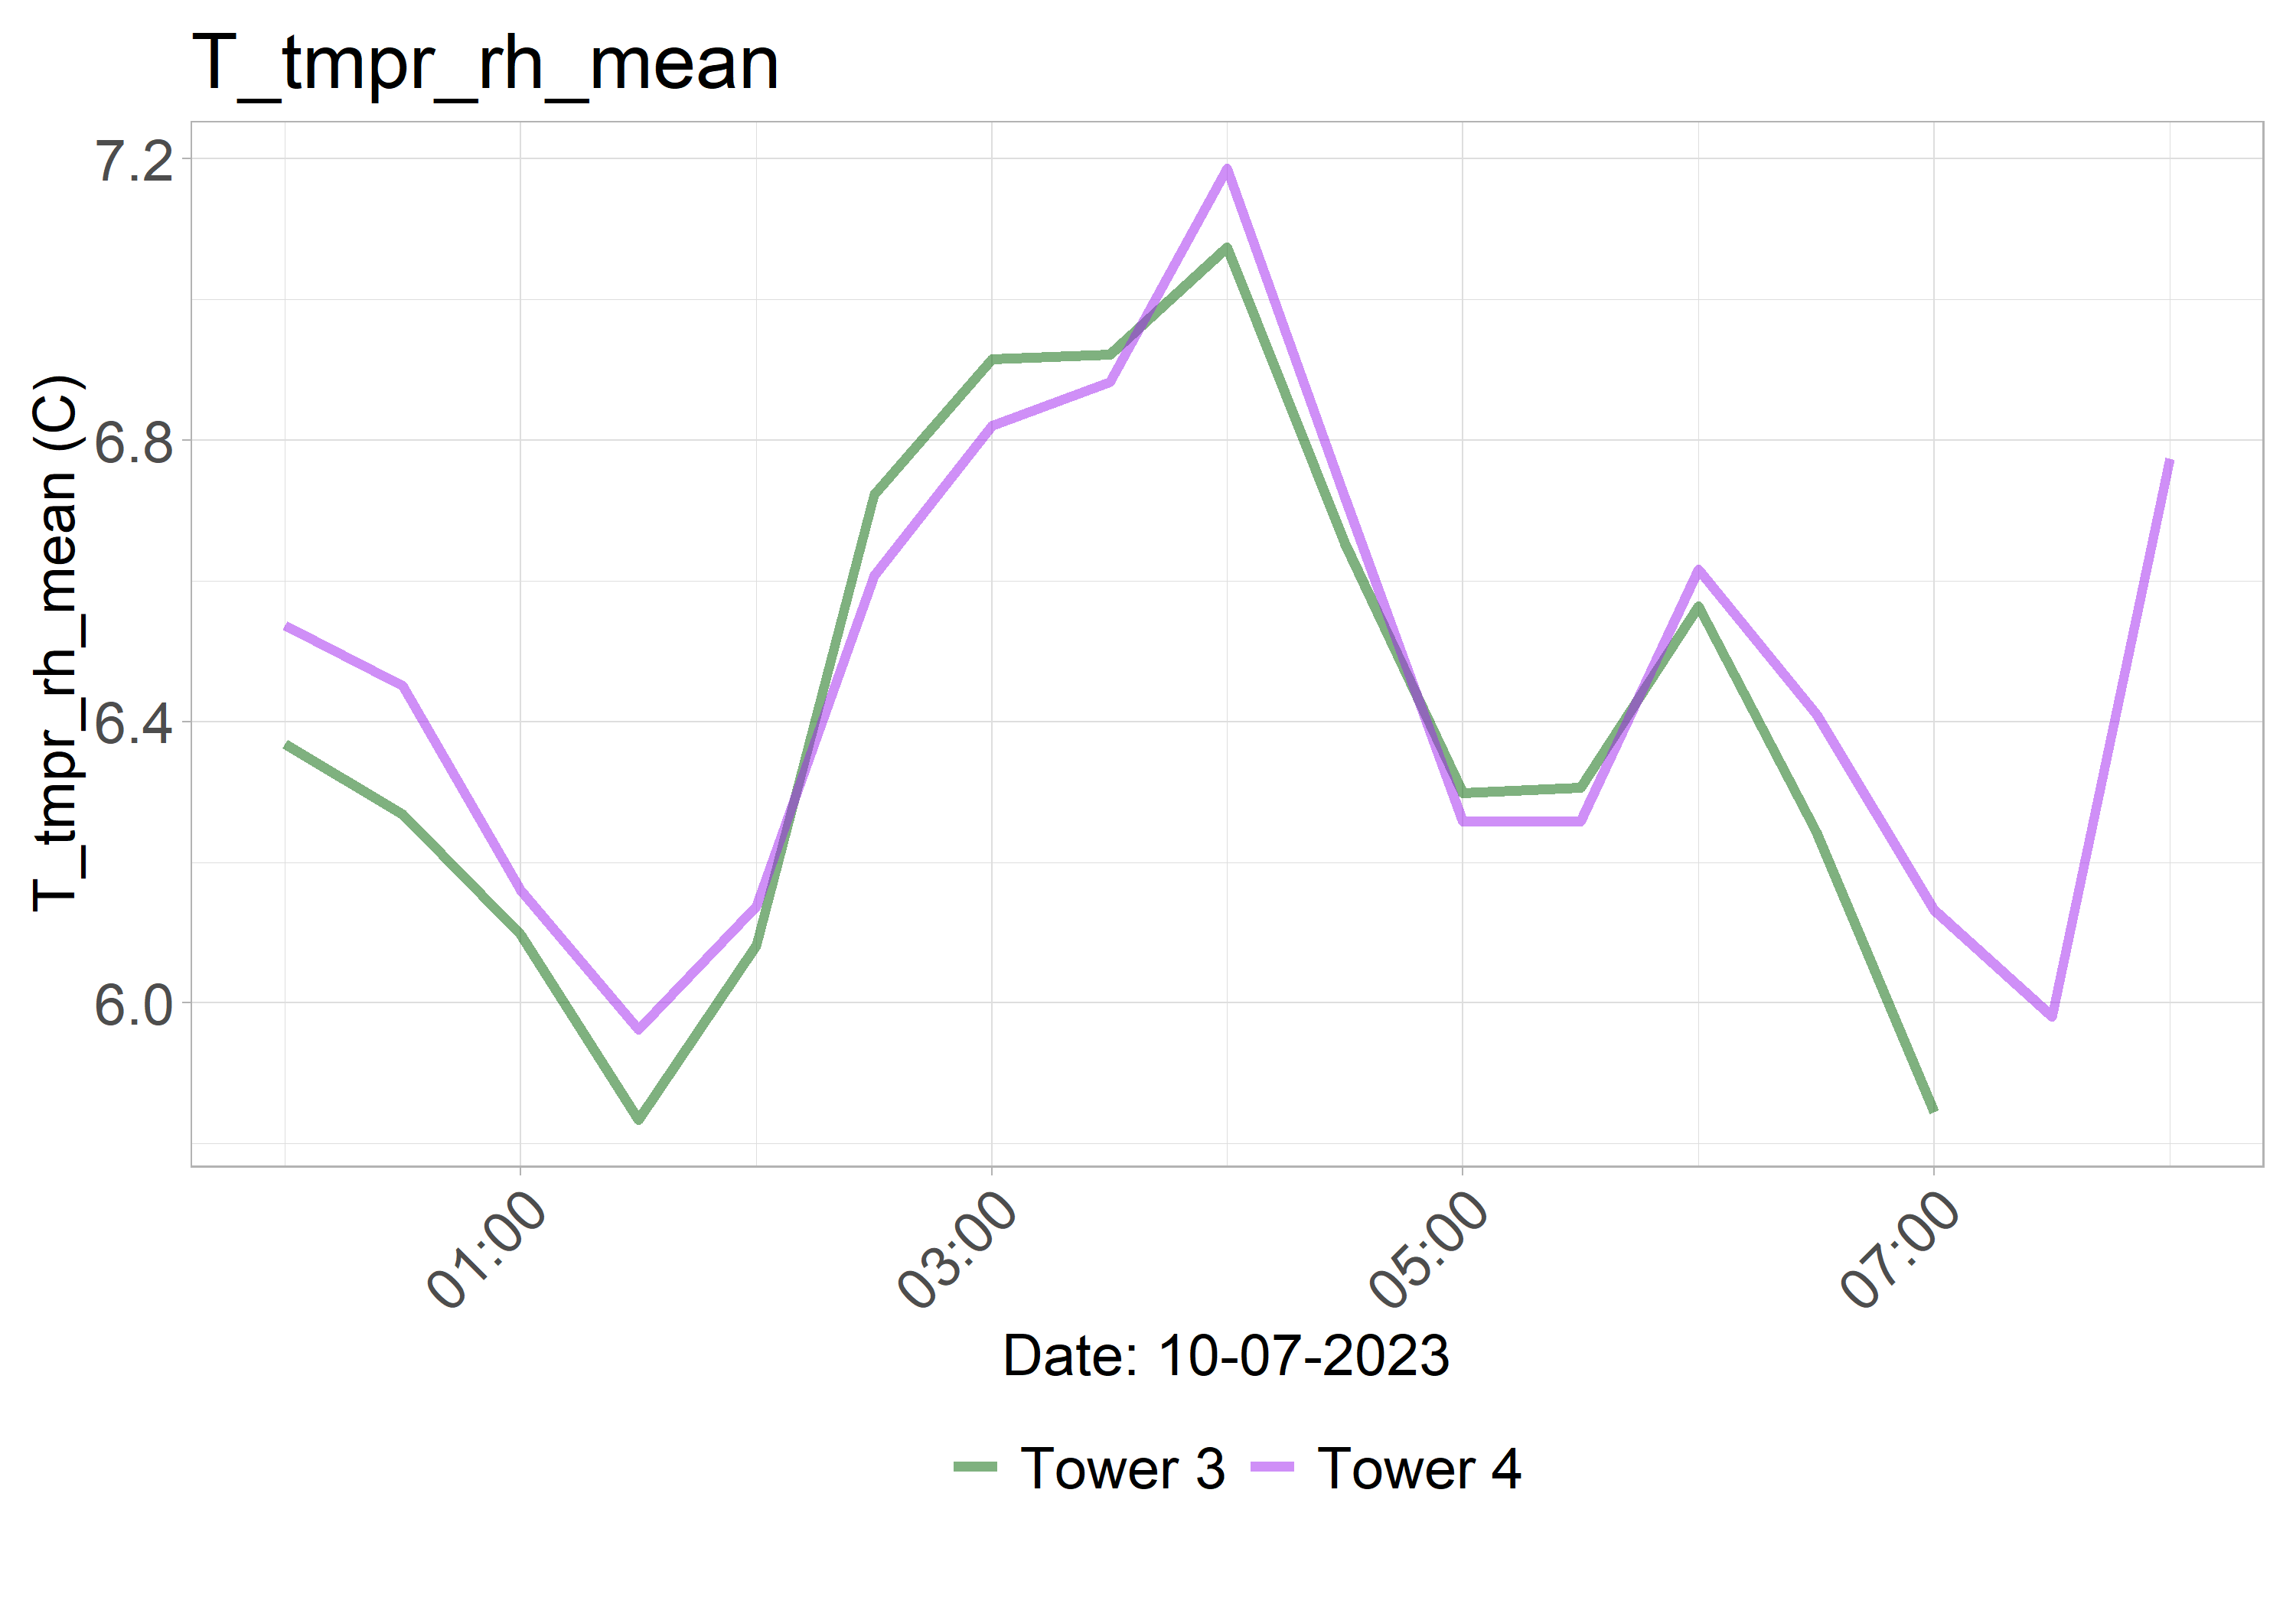 T_tmpr_rh_mean
T_tmpr_rh_mean (C)
7.2
6.8
6.4
6.0
01:00
03:00
05:00
07:00
Date: 10-07-2023
Tower 3
Tower 4